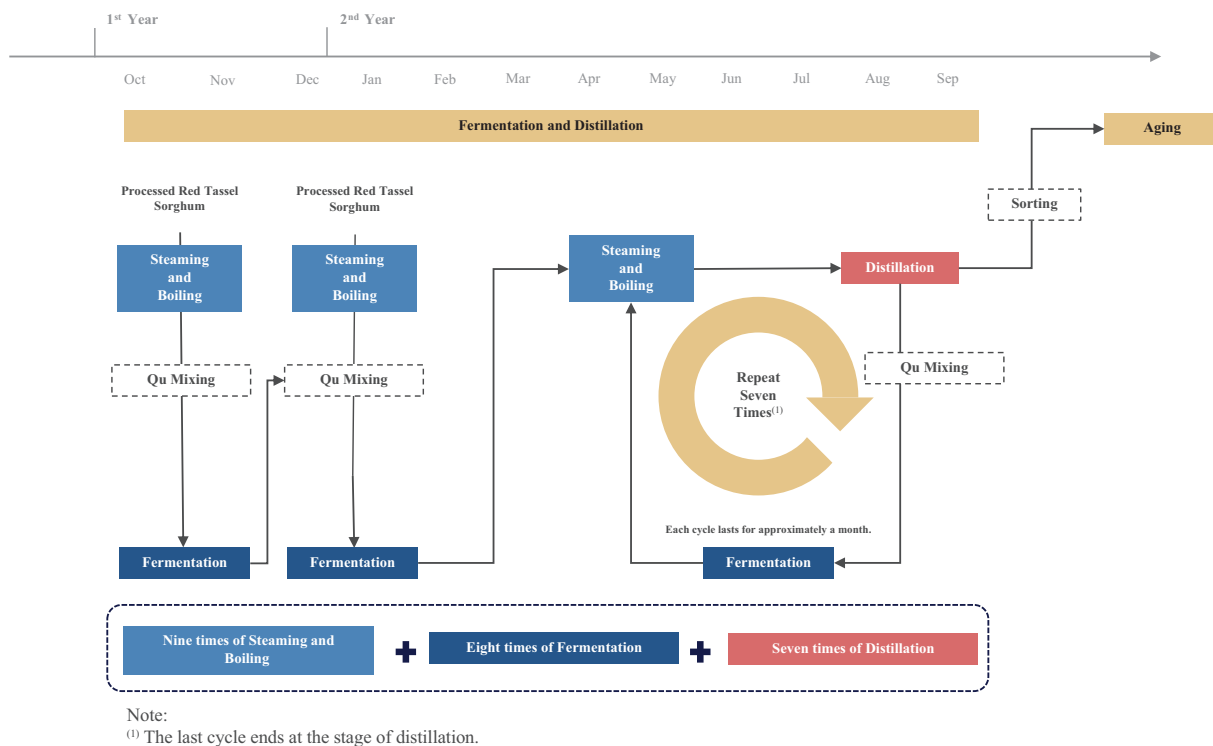 1st Year
2nd Year
Oct Nov Dec Jan Feb Mar Apr May Jun Jul Aug Sep
Fermentation and Distillation
Aging
Processed Red Tassel
Sorghum
Processed Red Tassel
Sorghum
Sorting
Steaming
and
Boiling
Steaming
and
Boiling
Steaming
and
Boiling
Distillation
Qu Mixing
Qu Mixing
Repeat
Seven
Times(1)
Qu Mixing
Each cycle lasts for approximately a month.
Fermentation
Fermentation
Fermentation
Nine times of Steaming and
Boiling
+
Eight times of Fermentation
+
Seven times of Distillation
Note:
(1) The last cycle ends at the stage of distillation.